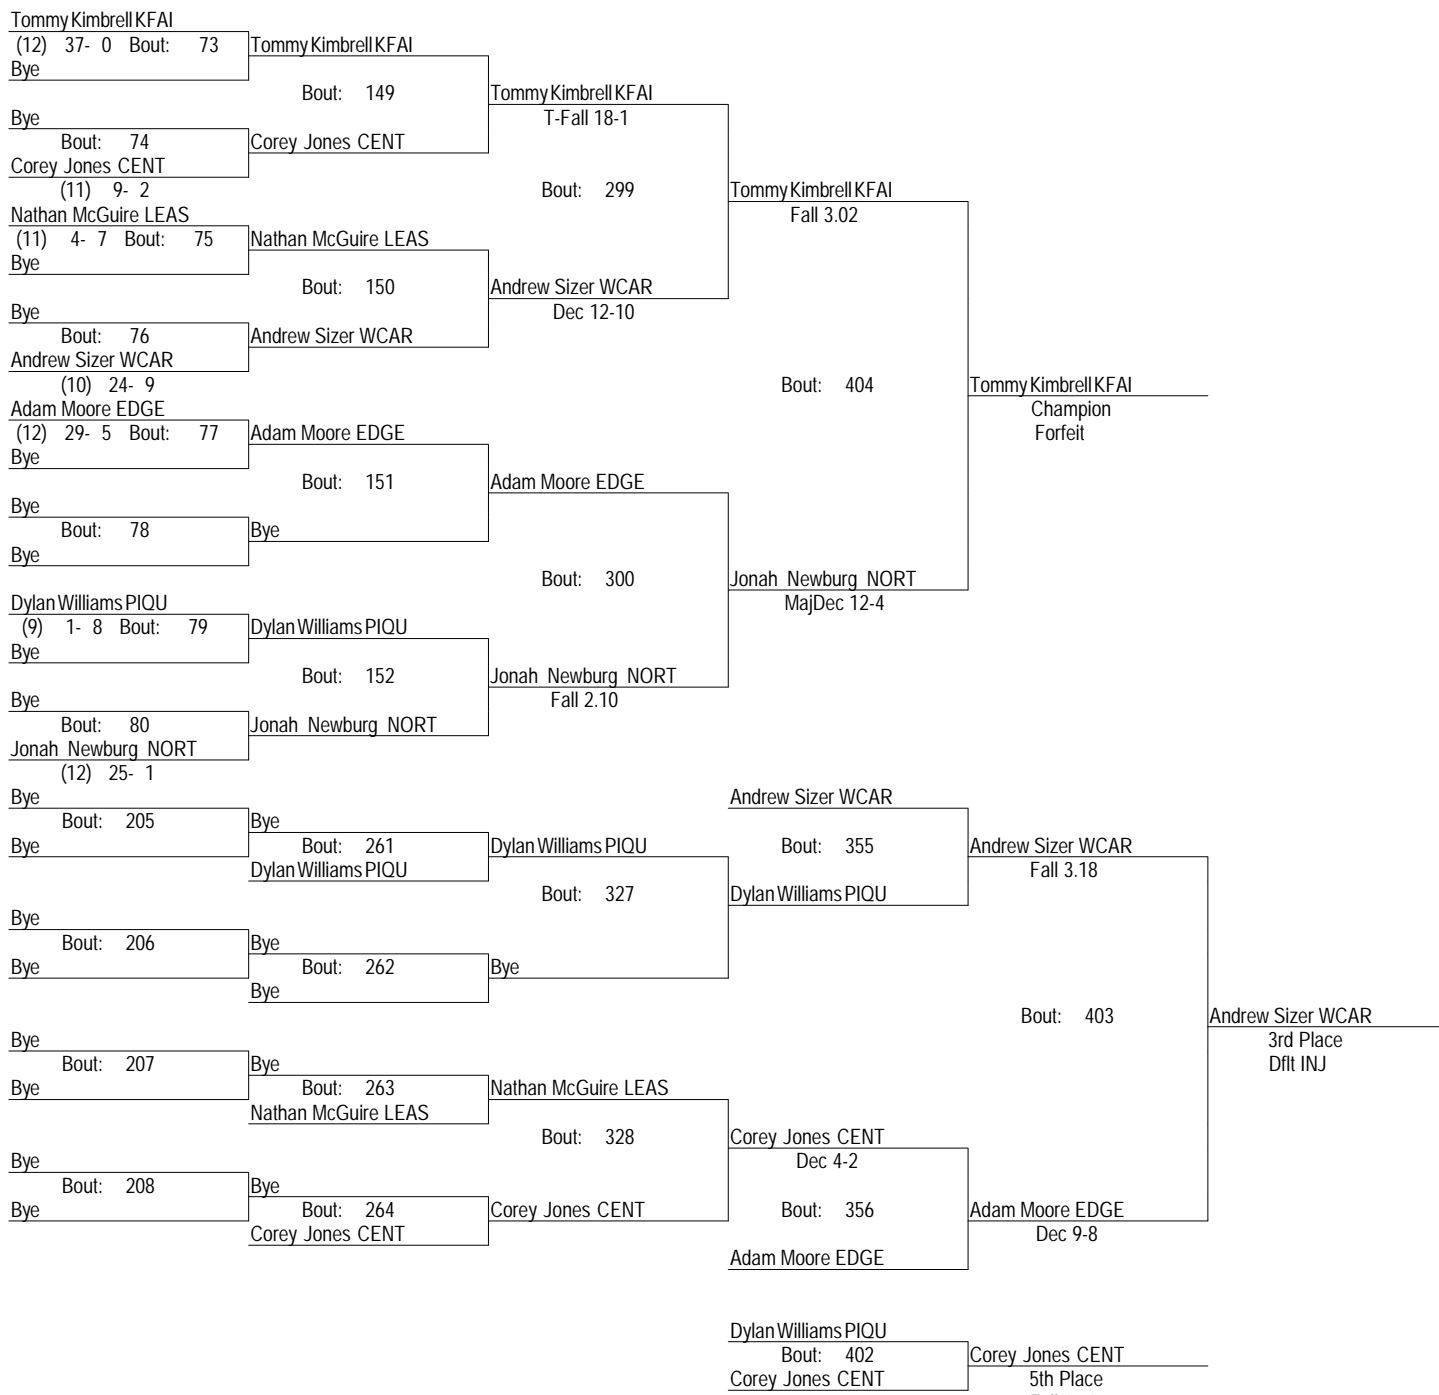 Tommy Kimbrell KFAI
(12) 37- 0 Bout: 73 Tommy Kimbrell KFAI
Bye
Bout: 149 Tommy Kimbrell KFAI
Bye T-Fall 18-1
Bout: 74 Corey Jones CENT
Corey Jones CENT
(11) 9- 2 Bout: 299 Tommy Kimbrell KFAI
Nathan McGuire LEAS Fall 3.02
(11) 4- 7 Bout: 75 Nathan McGuire LEAS
Bye
Bout: 150 Andrew Sizer WCAR
Bye Dec 12-10
Bout: 76 Andrew Sizer WCAR
Andrew Sizer WCAR
(10) 24- 9 Bout: 404 Tommy Kimbrell KFAI
Adam Moore EDGE Champion
(12) 29- 5 Bout: 77 Adam Moore EDGE Forfeit
Bye
Bout: 151 Adam Moore EDGE
Bye
Bout: 78 Bye
Bye
Bout: 300 Jonah Newburg NORT
Dylan Williams PIQU MajDec 12-4
(9) 1- 8 Bout: 79 Dylan Williams PIQU
Bye
Bout: 152 Jonah Newburg NORT
Bye Fall 2.10
Bout: 80 Jonah Newburg NORT
Jonah Newburg NORT
(12) 25- 1
Bye Andrew Sizer WCAR
Bout: 205 Bye
Bye Bout: 261 Dylan Williams PIQU Bout: 355 Andrew Sizer WCAR
Dylan Williams PIQU Fall 3.18
Bout: 327 Dylan Williams PIQU
Bye
Bout: 206 Bye
Bye Bout: 262 Bye
Bye
Bout: 403 Andrew Sizer WCAR
Bye 3rd Place
Bout: 207 Bye Dflt INJ
Bye Bout: 263 Nathan McGuire LEAS
Nathan McGuire LEAS
Bout: 328 Corey Jones CENT
Bye Dec 4-2
Bout: 208 Bye
Bye Bout: 264 Corey Jones CENT Bout: 356 Adam Moore EDGE
Corey Jones CENT Dec 9-8
Adam Moore EDGE
Dylan Williams PIQU
Bout: 402 Corey Jones CENT
Corey Jones CENT 5th Place